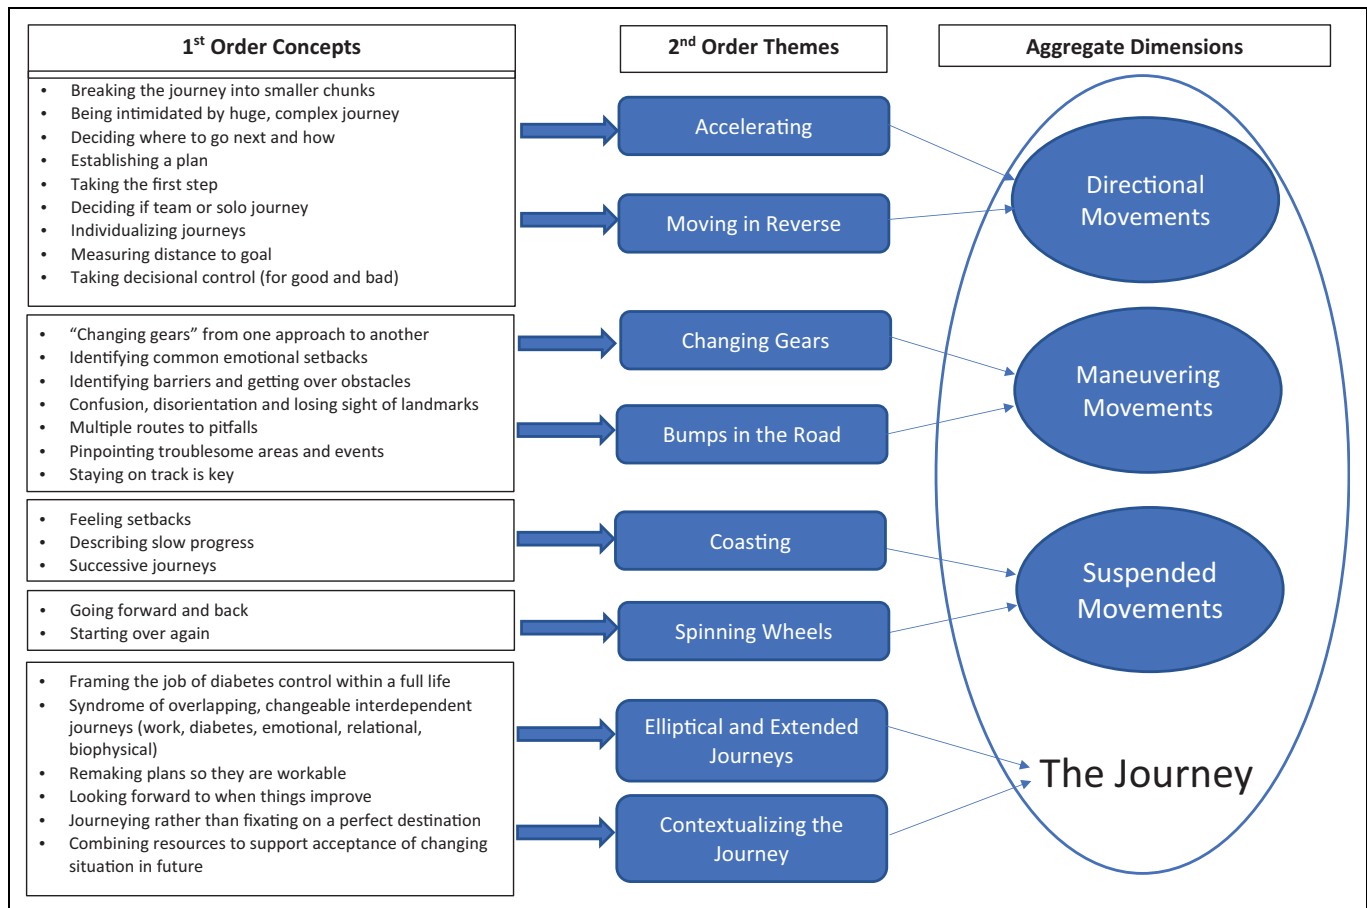 1st Order Concepts
2nd Order Themes
Aggregate Dimensions
• Breaking the journey into smaller chunks
• Being intimidated by huge, complex journey
• Deciding where to go next and how
• Establishing a plan
• Taking the first step
• Deciding if team or solo journey
• Individualizing journeys
• Measuring distance to goal
• Taking decisional control (for good and bad)
Accelerating
Moving in Reverse
Directional
Movements
• “Changing gears” from one approach to another
• Identifying common emotional setbacks
• Identifying barriers and getting over obstacles
• Confusion, disorientation and losing sight of landmarks
• Multiple routes to pitfalls
• Pinpointing troublesome areas and events
• Staying on track is key
Changing Gears
Bumps in the Road
Maneuvering
Movements
• Feeling setbacks
• Describing slow progress
• Successive journeys
Coasting
• Going forward and back
• Starting over again
Spinning Wheels
Suspended
Movements
• Framing the job of diabetes control within a full life
• Syndrome of overlapping, changeable interdependent
journeys (work, diabetes, emotional, relational,
biophysical)
• Remaking plans so they are workable
• Looking forward to when things improve
• Journeying rather than fixating on a perfect destination
• Combining resources to support acceptance of changing
situation in future
Elliptical and Extended
Journeys
Contextualizing the
Journey
The Journey